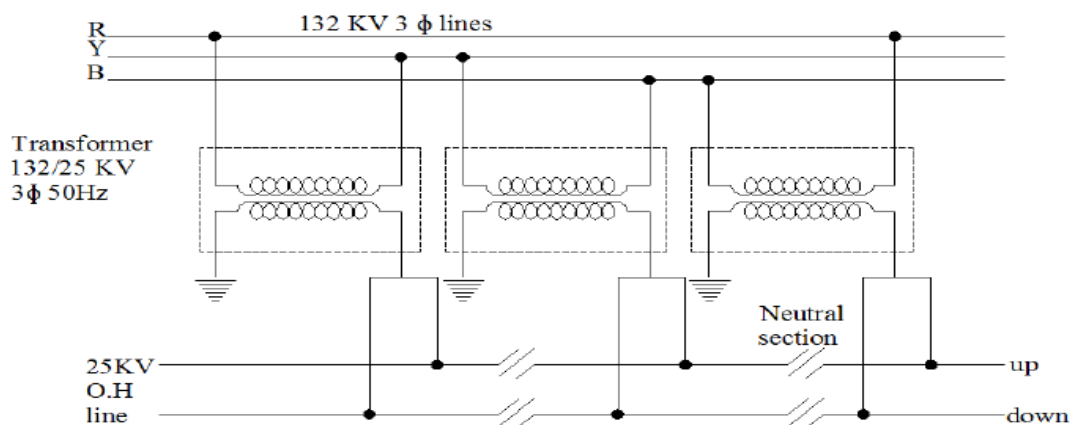 132 KV 3 ϕ lines
R
Y
B
Transformer
132/25 KV
3ϕ 50Hz
Neutral
section
25KV
O.H
line
up
down